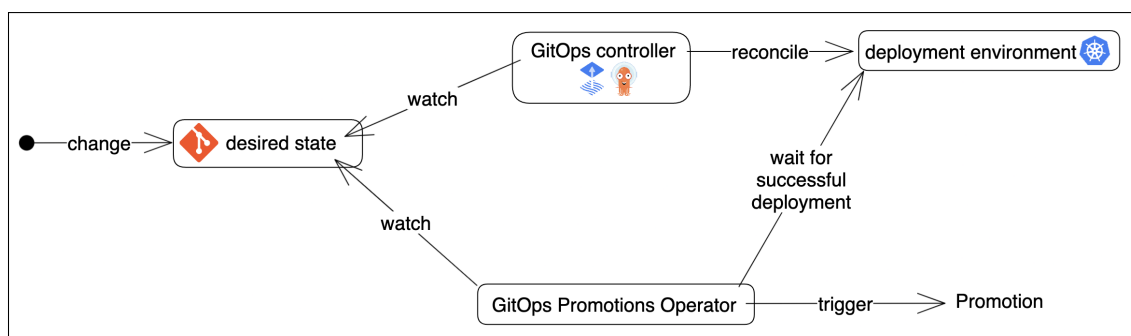 GitOps controller
reconcile
deployment environment
watch
change
desired state
wait for
successful
deployment
watch
GitOps Promotions Operator
trigger
Promotion